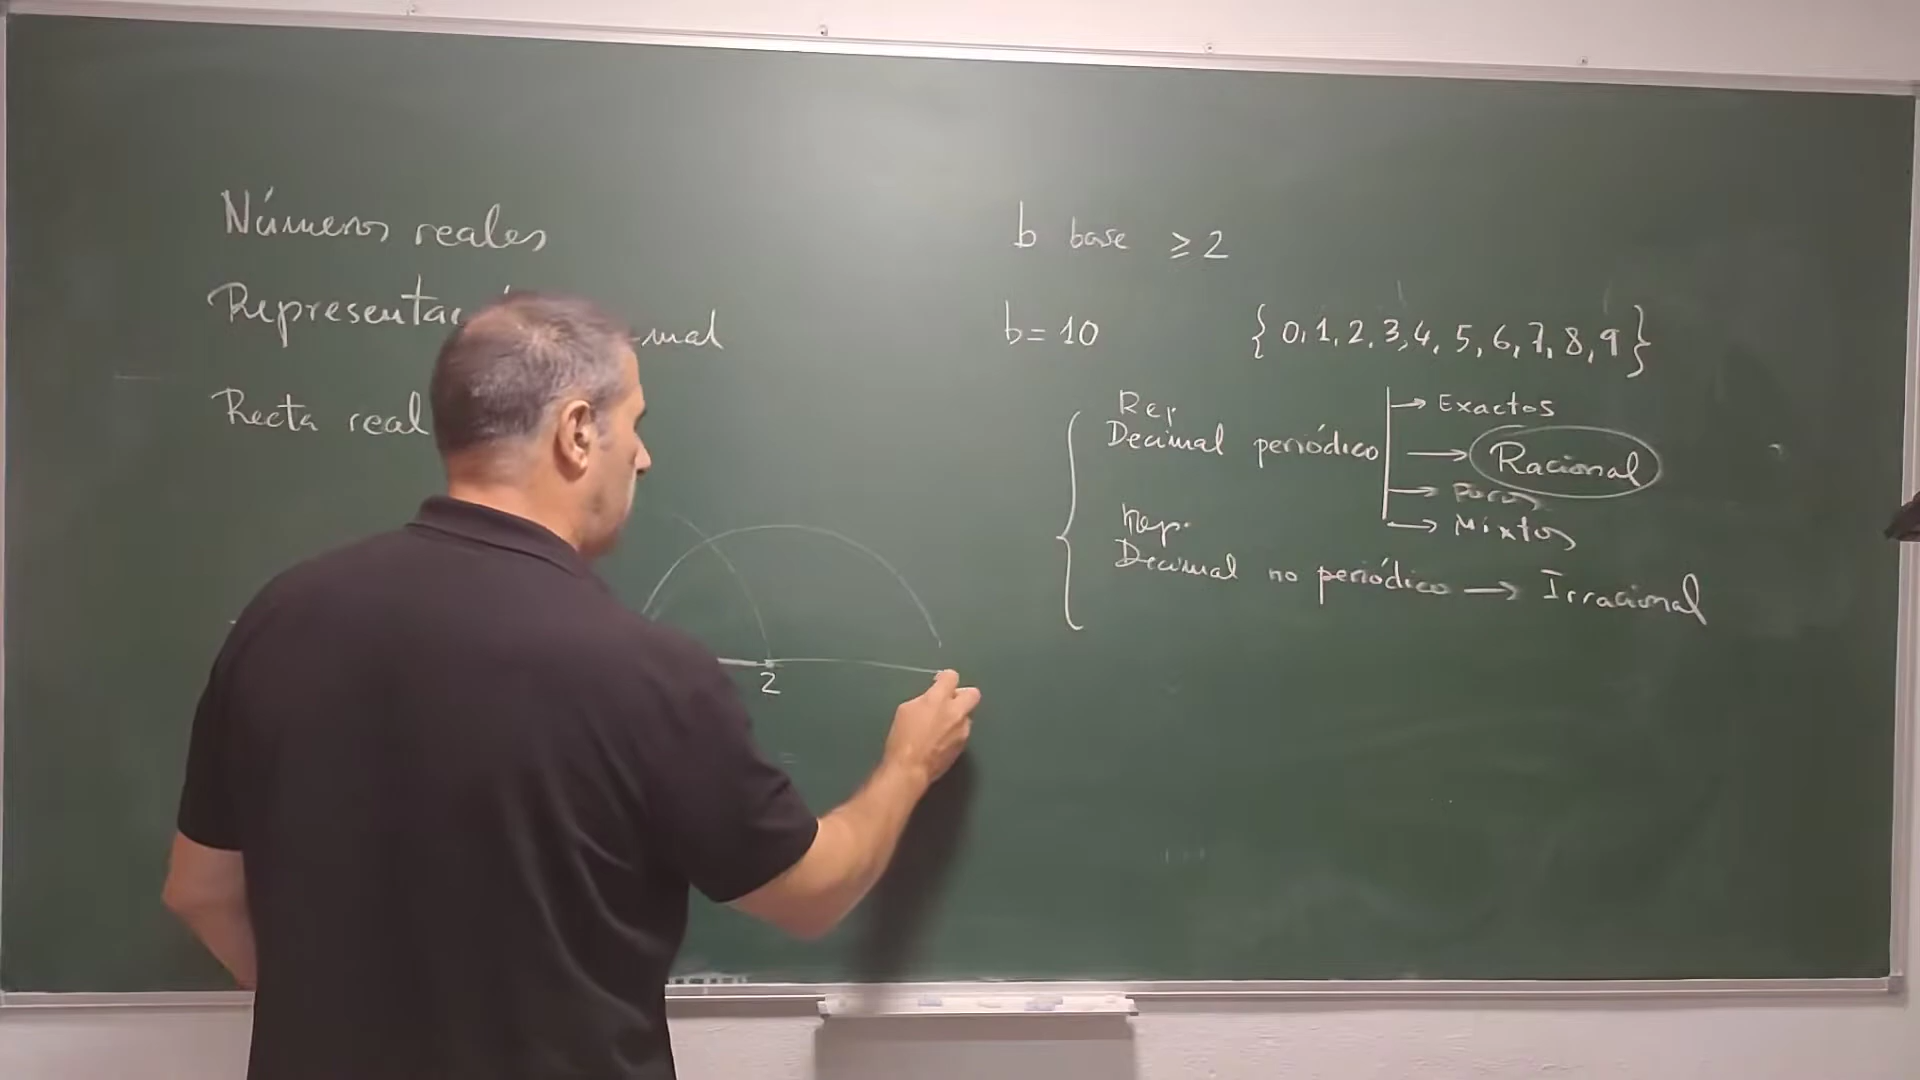 Números reales
Representac mal
Recta real
2
b base ≥ 2
b = 10 { 0, 1, 2, 3, 4, 5, 6, 7, 8, 9 }
Rep.
Decimal periódico
→ Exactos
→ Racional
→ Puros
→ Mixtos
Rep.
Decimal no periódico → Irracional